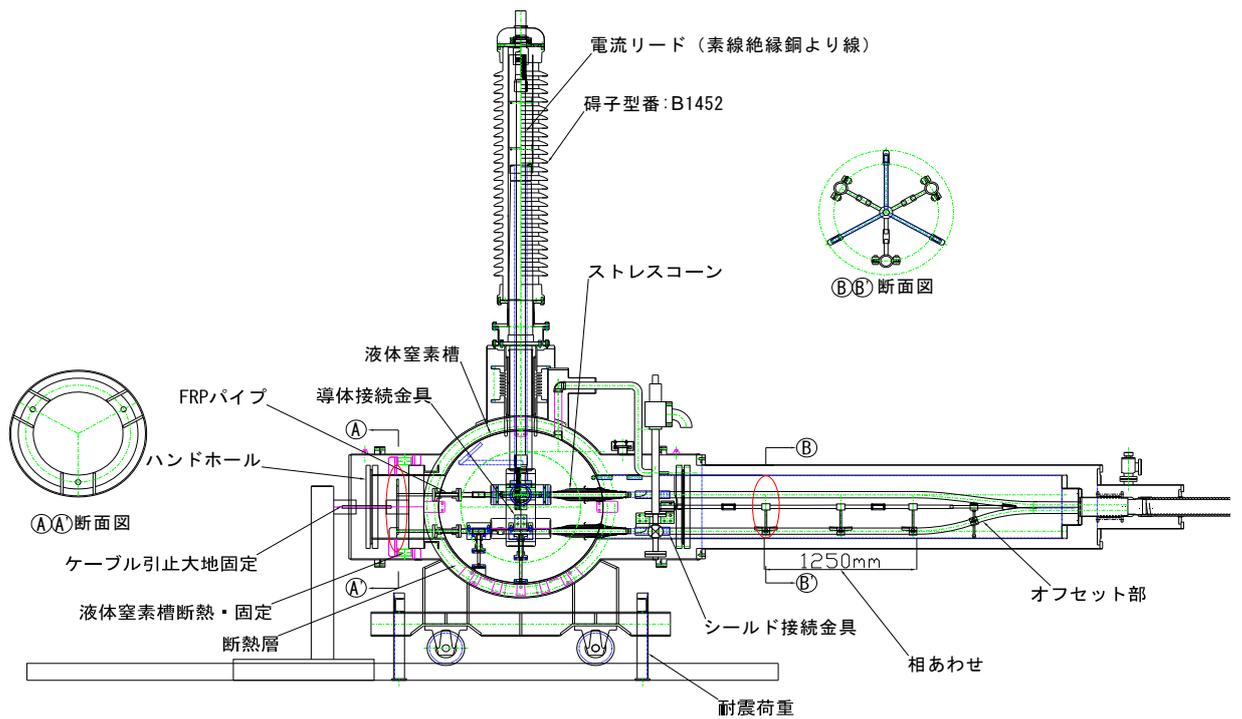 電流リード（素線絶縁銅より線）
碍子型番:B1452
ⒷⒷ'断面図
ストレスコーン
液体窒素槽
FRPパイプ
導体接続金具
Ⓐ
Ⓑ
ハンドホール
ⒶⒶ'断面図
ケーブル引止大地固定
1250mm
Ⓐ'
Ⓑ'
オフセット部
液体窒素槽断熱・固定
シールド接続金具
断熱層
相あわせ
耐震荷重